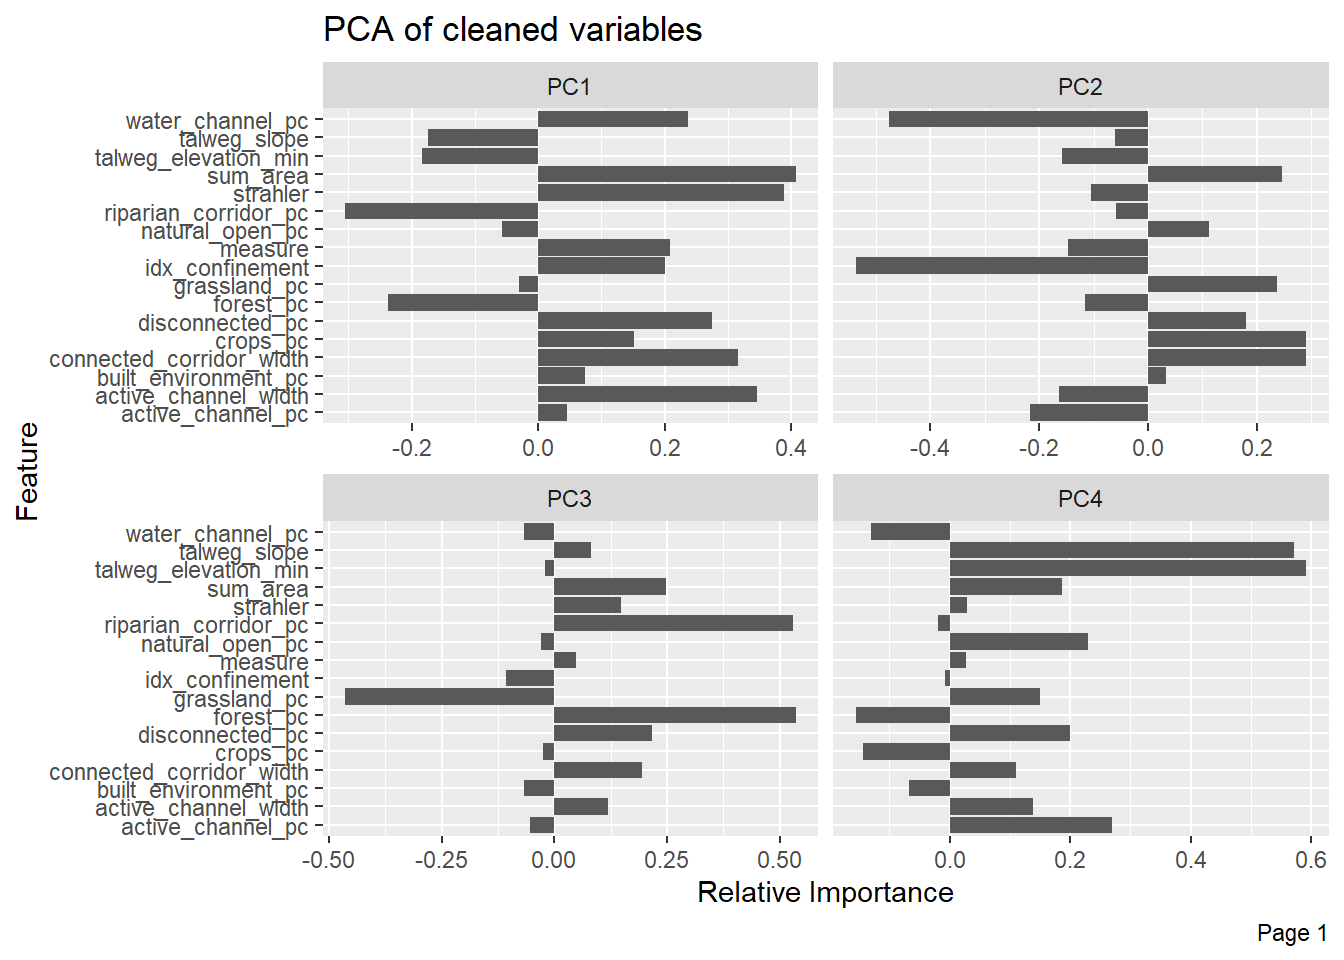 PCA of cleaned variables
PC1
PC2
water_channel_pc
talweg_slope
talweg_elevation_min
sum_area
strahler
riparian_corridor_pc
natural_open_pc
measure
idx_confinement
grassland_pc
forest_pc
disconnected_pc
crops_pc
connected_corridor_width
built_environment_pc
active_channel_width
active_channel_pc
-0.2 0.0 0.2 0.4
-0.4 -0.2 0.0 0.2
PC3
PC4
water_channel_pc
talweg_slope
talweg_elevation_min
sum_area
strahler
riparian_corridor_pc
natural_open_pc
measure
idx_confinement
grassland_pc
forest_pc
disconnected_pc
crops_pc
connected_corridor_width
built_environment_pc
active_channel_width
active_channel_pc
-0.50 -0.25 0.00 0.25 0.50
0.0 0.2 0.4 0.6
Feature
Relative Importance
Page 1